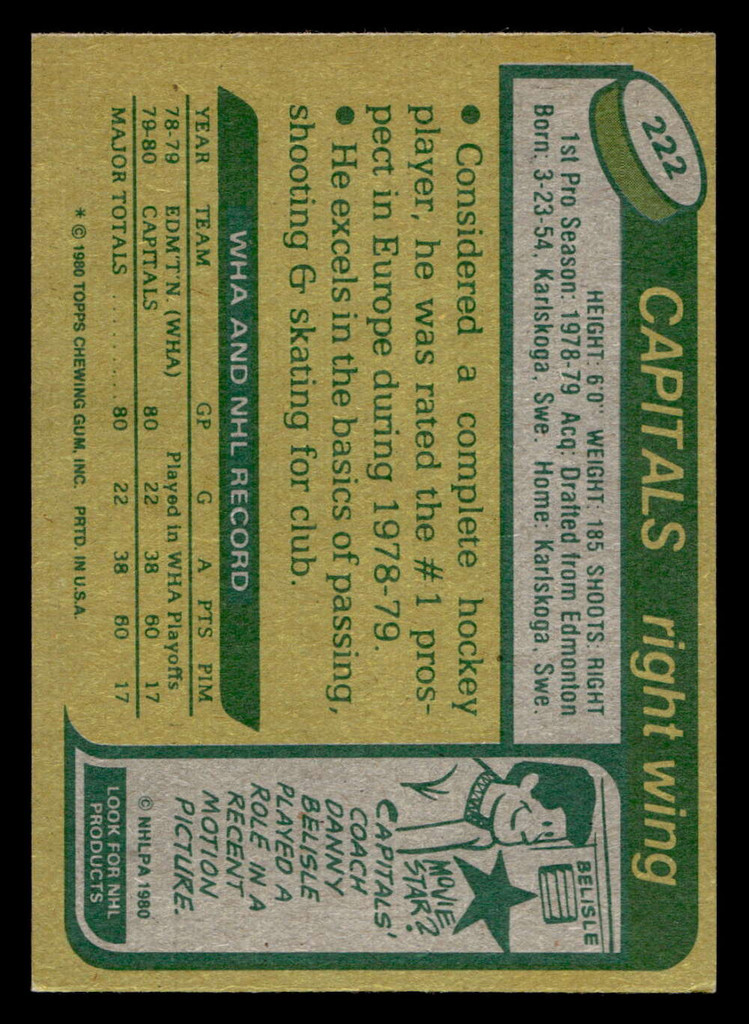 222
CAPITALS right wing
HEIGHT: 6'0" WEIGHT: 185 SHOOTS: RIGHT
1st Pro Season: 1978-79 Acq: Drafted from Edmonton
Born: 3-23-54, Karlskoga, Swe. Home: Karlskoga, Swe.
• Considered a complete hockey
player, he was rated the #1 pros-
pect in Europe during 1978-79.
• He excels in the basics of passing,
shooting & skating for club.
WHA AND NHL RECORD
YEAR TEAM GP G A PTS PIM
78-79 EDM'T'N. (WHA) Played in WHA Playoffs
79-80 CAPITALS 80 22 38 60 17
MAJOR TOTALS .......... 80 22 38 60 17
* © 1980 TOPPS CHEWING GUM, INC. PRTD. IN U.S.A.
BELISLE
MOVIE
STAR?
CAPITALS'
COACH
DANNY
BELISLE
PLAYED A
ROLE IN A
RECENT
MOTION
PICTURE.
© NHLPA 1980
LOOK FOR NHL
PRODUCTS